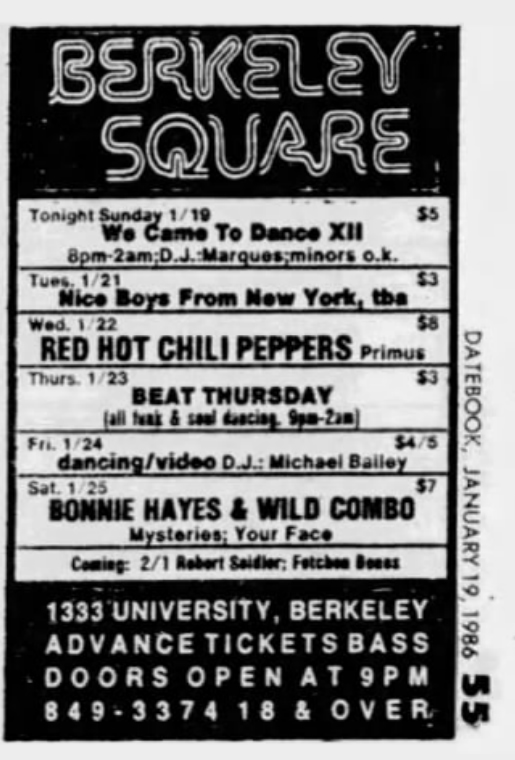 BERKELEY
SQUARE
Tonight Sunday 1/19 $5
We Came To Dance XII
8pm-2am;D.J.:Marques;minors o.k.
Tues. 1/21 $3
Nice Boys From New York, tba
Wed. 1/22 $8
RED HOT CHILI PEPPERS Primus
Thurs. 1/23 $3
BEAT THURSDAY
(all funk & soul dancing, 9pm-2am)
Fri. 1/24 $4/5
dancing/video D.J.: Michael Bailey
Sat. 1/25 $7
BONNIE HAYES & WILD COMBO
Mysteries; Your Face
Coming: 2/1 Robert
1333 UNIVERSITY, BERKELEY
ADVANCE TICKETS BASS
DOORS OPEN AT 9PM
849-3374 18 & OVER
DATEBOOK, JANUARY 19, 1986 55